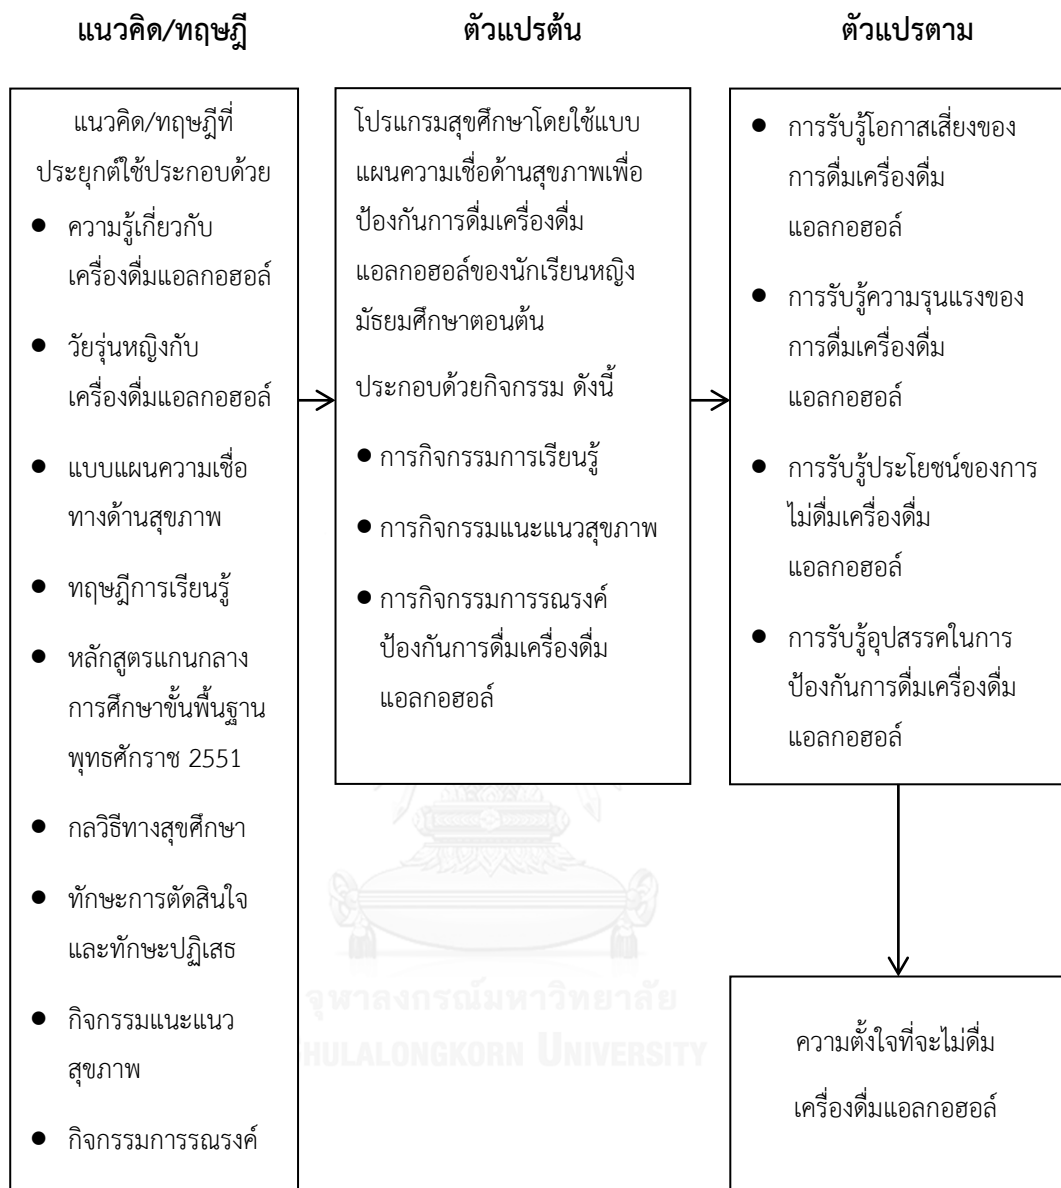 แนวคิด/ทฤษฎี
ตัวแปรต้น
ตัวแปรตาม
แนวคิด/ทฤษฎีที่
ประยุกต์ใช้ประกอบด้วย
● ความรู้เกี่ยวกับ
เครื่องดื่มแอลกอฮอล์
● วัยรุ่นหญิงกับ
เครื่องดื่มแอลกอฮอล์
● แบบแผนความเชื่อ
ทางด้านสุขภาพ
● ทฤษฎีการเรียนรู้
● หลักสูตรแกนกลาง
การศึกษาขั้นพื้นฐาน
พุทธศักราช 2551
● กลวิธีทางสุขศึกษา
● ทักษะการตัดสินใจ
และทักษะปฏิเสธ
● กิจกรรมแนะแนว
สุขภาพ
● กิจกรรมการรณรงค์
โปรแกรมสุขศึกษาโดยใช้แบบ
แผนความเชื่อด้านสุขภาพเพื่อ
ป้องกันการดื่มเครื่องดื่ม
แอลกอฮอล์ของนักเรียนหญิง
มัธยมศึกษาตอนต้น
ประกอบด้วยกิจกรรม ดังนี้
● การกิจกรรมการเรียนรู้
● การกิจกรรมแนะแนวสุขภาพ
● การกิจกรรมการรณรงค์
ป้องกันการดื่มเครื่องดื่ม
แอลกอฮอล์
● การรับรู้โอกาสเสี่ยงของ
การดื่มเครื่องดื่ม
แอลกอฮอล์
● การรับรู้ความรุนแรงของ
การดื่มเครื่องดื่ม
แอลกอฮอล์
● การรับรู้ประโยชน์ของการ
ไม่ดื่มเครื่องดื่ม
แอลกอฮอล์
● การรับรู้อุปสรรคในการ
ป้องกันการดื่มเครื่องดื่ม
แอลกอฮอล์
ความตั้งใจที่จะไม่ดื่ม
เครื่องดื่มแอลกอฮอล์
จุฬาลงกรณ์มหาวิทยาลัย
HULALONGKORN UNIVERSITY